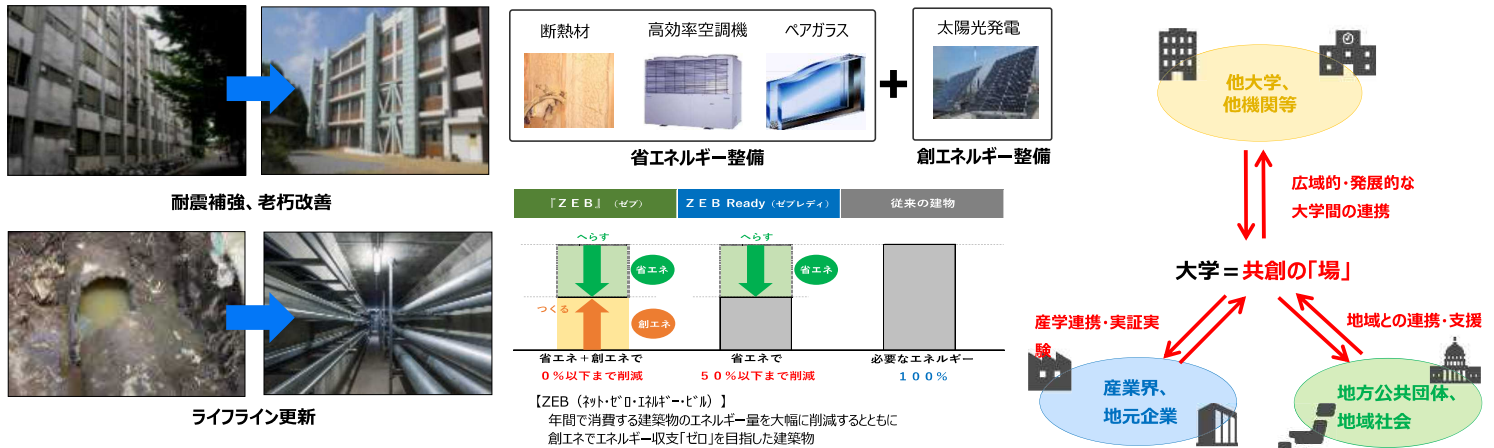 耐震補強、老朽改善
ライフライン更新
断熱材
高効率空調機
ペアガラス
太陽光発電
省エネルギー整備
創エネルギー整備
『ＺＥＢ』（ゼブ）
ＺＥＢ Ready（ゼブレディ）
従来の建物
へらす
省エネ
つくる
創エネ
へらす
省エネ
省エネ＋創エネで
０％以下まで削減
省エネで
５０％以下まで削減
必要なエネルギー
１００％
【ZEB（ﾈｯﾄ・ｾﾞﾛ・ｴﾈﾙｷﾞｰ・ﾋﾞﾙ）】
年間で消費する建築物のエネルギー量を大幅に削減するとともに
創エネでエネルギー収支「ゼロ」を目指した建築物
他大学、
他機関等
広域的・発展的な
大学間の連携
大学＝共創の「場」
産学連携・実証実
験
地域との連携・支援
産業界、
地元企業
地方公共団体、
地域社会